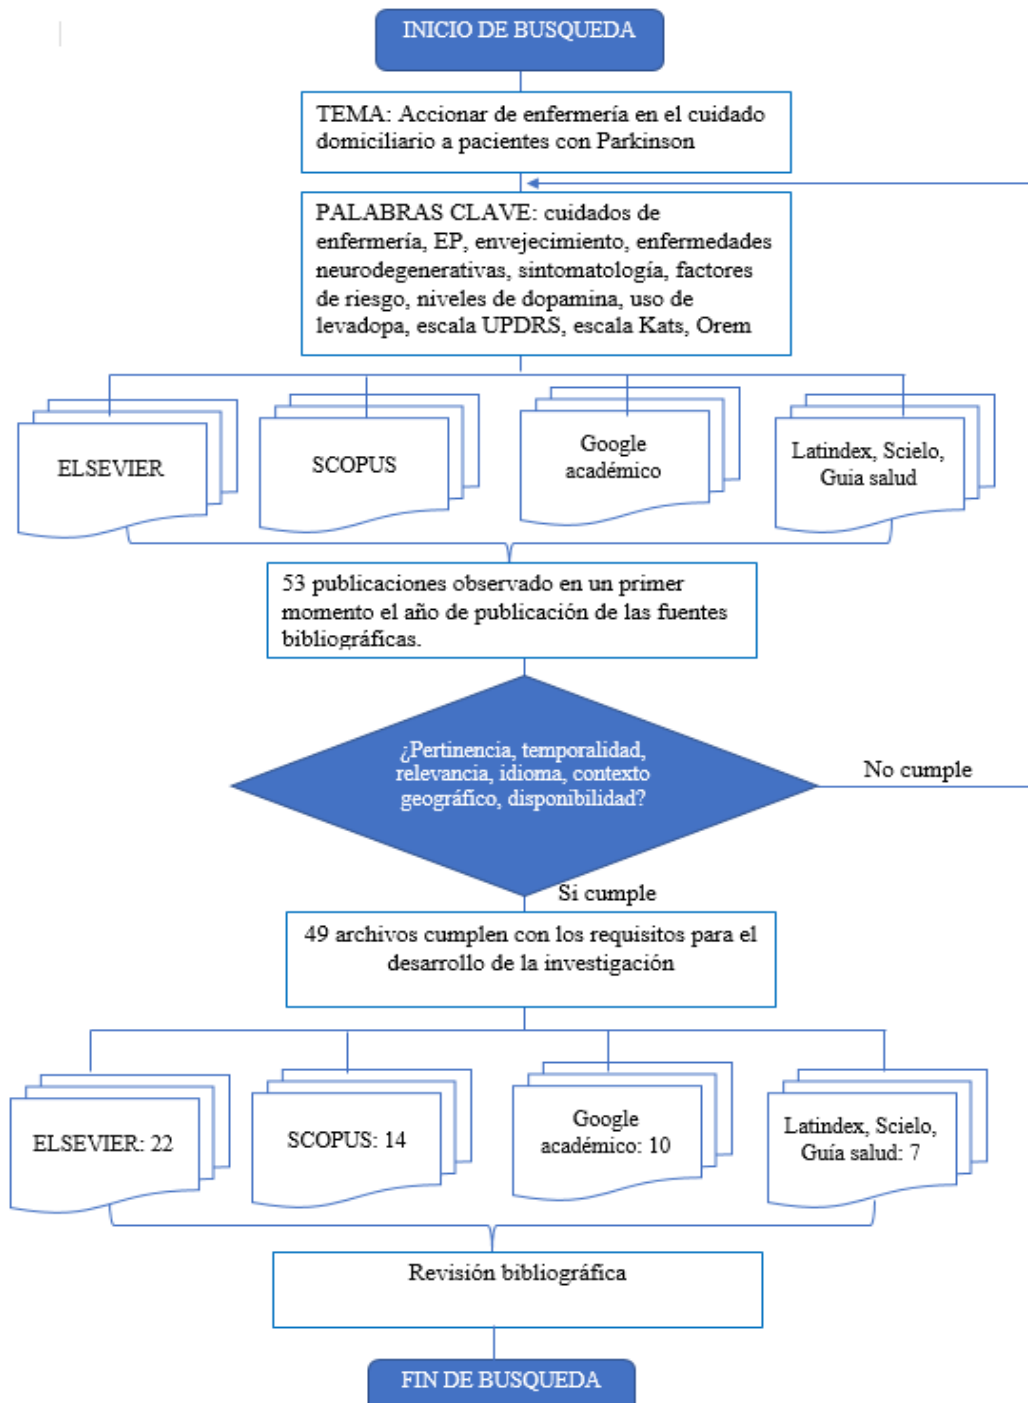 INICIO DE BUSQUEDA
TEMA: Accionar de enfermería en el cuidado
domiciliario a pacientes con Parkinson
PALABRAS CLAVE: cuidados de
enfermería, EP, envejecimiento, enfermedades
neurodegenerativas, sintomatología, factores
de riesgo, niveles de dopamina, uso de
levadopa, escala UPDRS, escala Kats, Orem
ELSEVIER
SCOPUS
Google
académico
Latindex, Scielo,
Guia salud
53 publicaciones observado en un primer
momento el año de publicación de las fuentes
bibliográficas.
¿Pertinencia, temporalidad,
relevancia, idioma, contexto
geográfico, disponibilidad?
No cumple
Si cumple
49 archivos cumplen con los requisitos para el
desarrollo de la investigación
ELSEVIER: 22
SCOPUS: 14
Google
académico: 10
Latindex, Scielo,
Guía salud: 7
Revisión bibliográfica
FIN DE BUSQUEDA